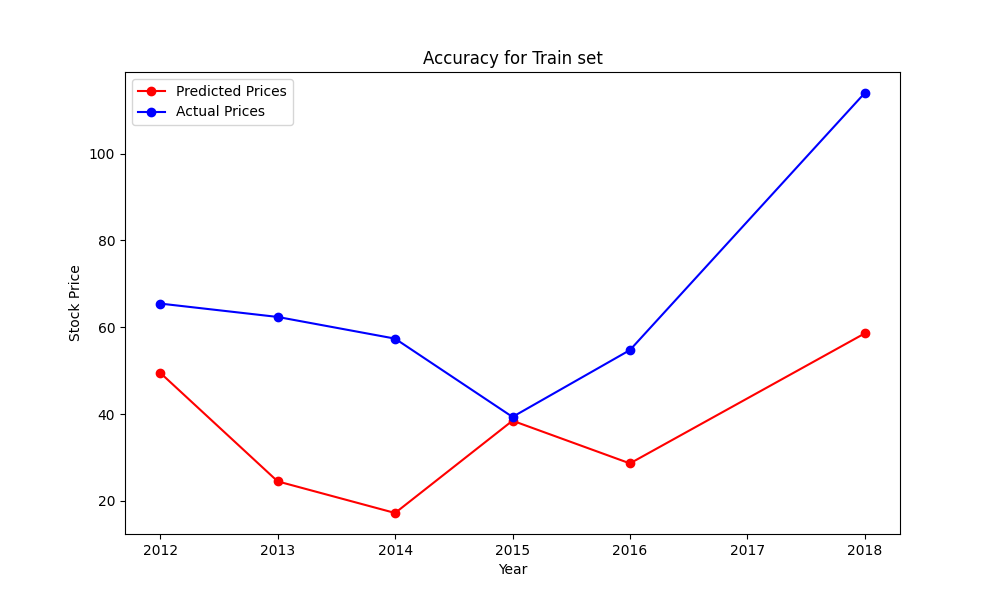 Accuracy for Train set
Predicted Prices
Actual Prices
100
80
60
40
20
Stock Price
2012 2013 2014 2015 2016 2017 2018
Year